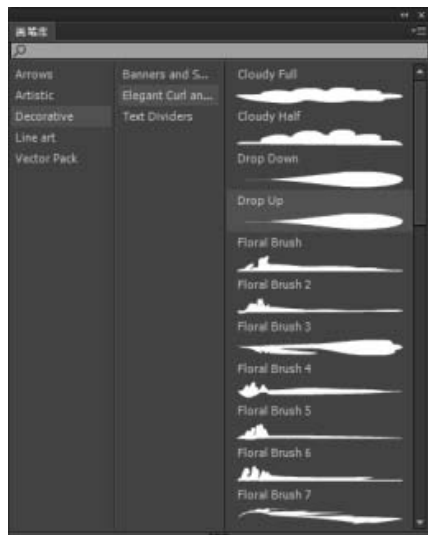 画笔库
Arrows
Artistic
Decorative
Line art
Vector Pack
Banners and S...
Elegant Curl an...
Text Dividers
Cloudy Full
Cloudy Half
Drop Down
Drop Up
Floral Brush
Floral Brush 2
Floral Brush 3
Floral Brush 4
Floral Brush 5
Floral Brush 6
Floral Brush 7